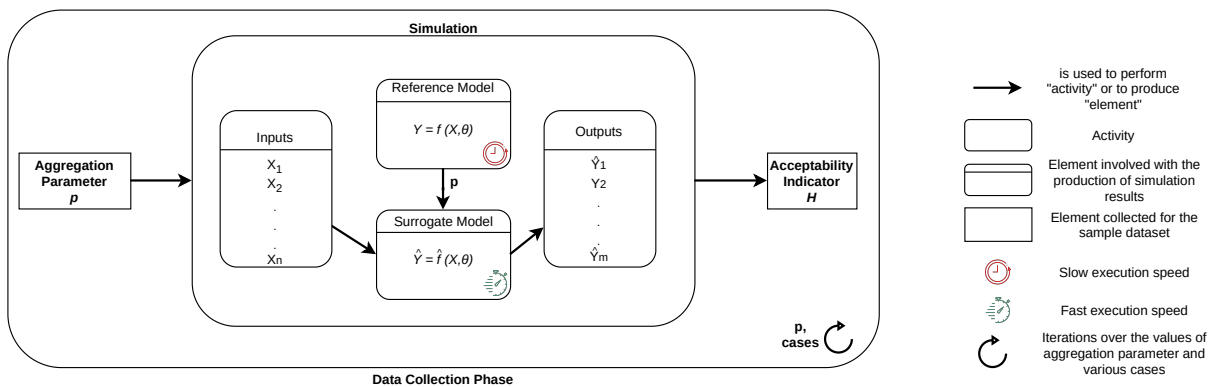 Simulation
Aggregation
Parameter
p
Inputs
X1
X2
.
.
.
Xn
Reference Model
Y = f (X,θ)
p
Surrogate Model
Ŷ = f̂ (X,θ)
Outputs
Ŷ1
Y2
.
.
.
Ŷm
Acceptability
Indicator
H
p,
cases
Data Collection Phase
is used to perform
"activity" or to produce
"element"
Activity
Element involved with the
production of simulation
results
Element collected for the
sample dataset
Slow execution speed
Fast execution speed
Iterations over the values of
aggregation parameter and
various cases